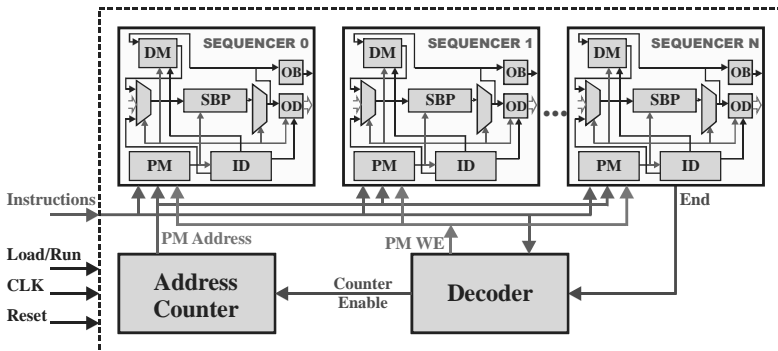 SEQUENCER 0
DM
OB
SBP
OD
PM
ID
SEQUENCER 1
DM
OB
SBP
OD
PM
ID
SEQUENCER N
DM
OB
SBP
OD
PM
ID
Instructions
PM Address
PM WE
End
Load/Run
CLK
Reset
Address
Counter
Counter
Enable
Decoder